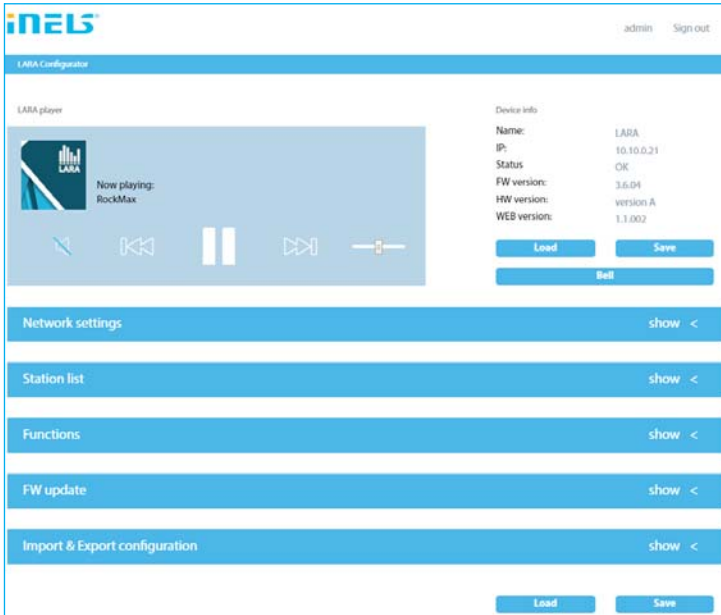 iNELS
admin Sign out
LARA Configurator
LARA player
LARA
Now playing:
RockMax
Device info
Name: LARA
IP: 10.10.0.21
Status OK
FW version: 3.6.04
HW version: version A
WEB version: 1.1.002
Load Save
Bell
Network settings show <
Station list show <
Functions show <
FW update show <
Import & Export configuration show <
Load Save